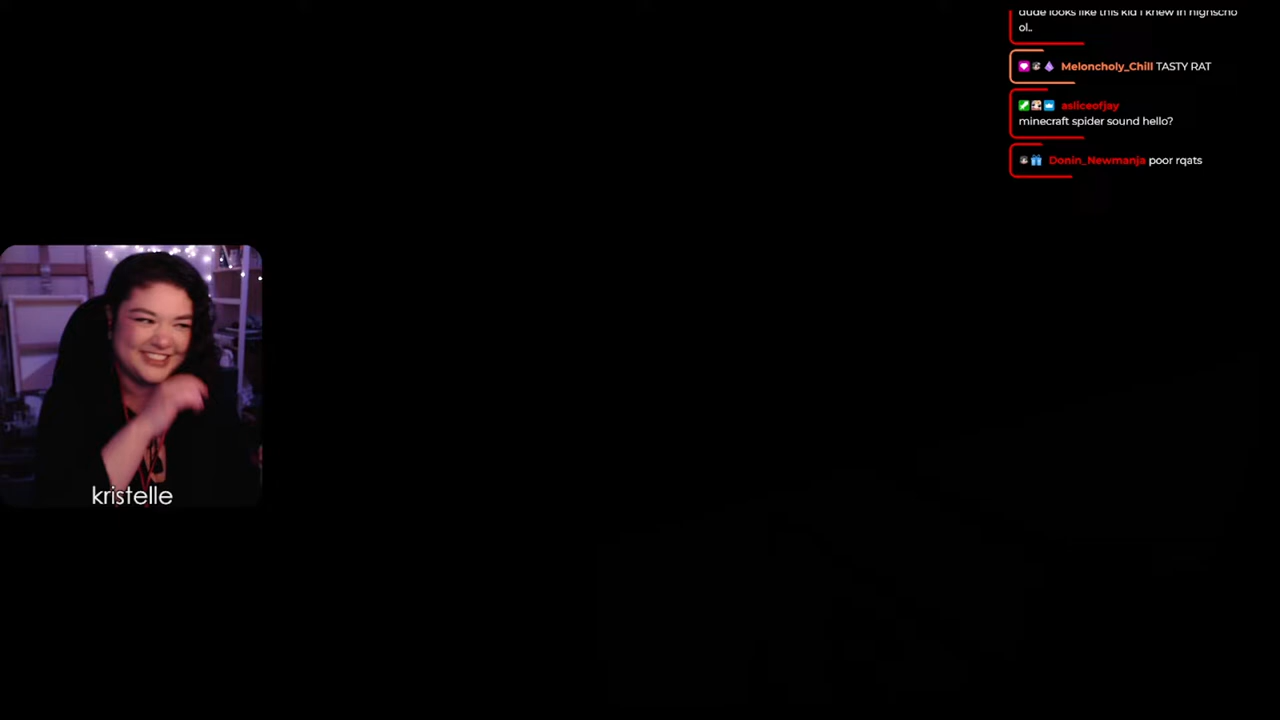 dude looks like this kid i knew in highscho
ol..
Meloncholy_Chill TASTY RAT
asliceofjay
minecraft spider sound hello?
Donin_Newmanja poor rqats
kristelle